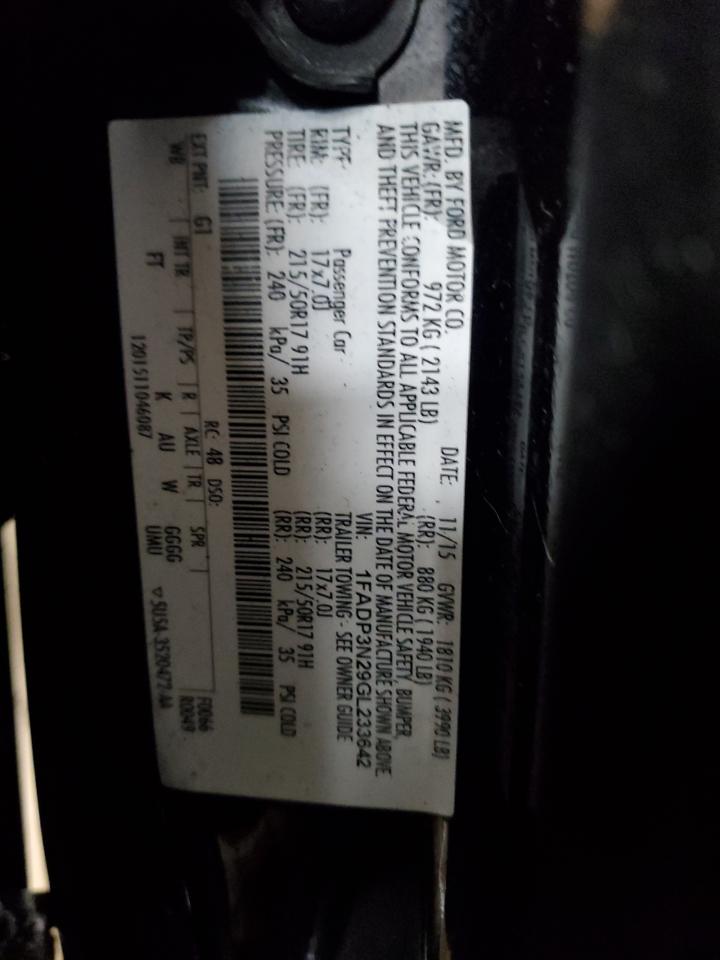 MFD. BY FORD MOTOR CO.
DATE: 11/15 GVWR: 1810 KG ( 3990 LB)
GAWR: (FR): 972 KG ( 2143 LB) (RR): 880 KG ( 1940 LB)
THIS VEHICLE CONFORMS TO ALL APPLICABLE FEDERAL MOTOR VEHICLE SAFETY, BUMPER,
AND THEFT PREVENTION STANDARDS IN EFFECT ON THE DATE OF MANUFACTURE SHOWN ABOVE.
VIN: 1FADP3N29GL233642
TYPE: Passenger Car TRAILER TOWING - SEE OWNER GUIDE
RIM: (FR): 17x7.0J (RR): 17x7.0J
TIRE: (FR): 215/50R17 91H (RR): 215/50R17 91H
PRESSURE: (FR): 240 kPa/ 35 PSI COLD (RR): 240 kPa/ 35 PSI COLD
RC: 48 DSO: F0066
EXT PNT: G1 R0049
WB INT TR TP/PS R AXLE TR SPR
FT K AU W GGGG
UMU
1201511046087 ▽ 5U5A-3520472-AA